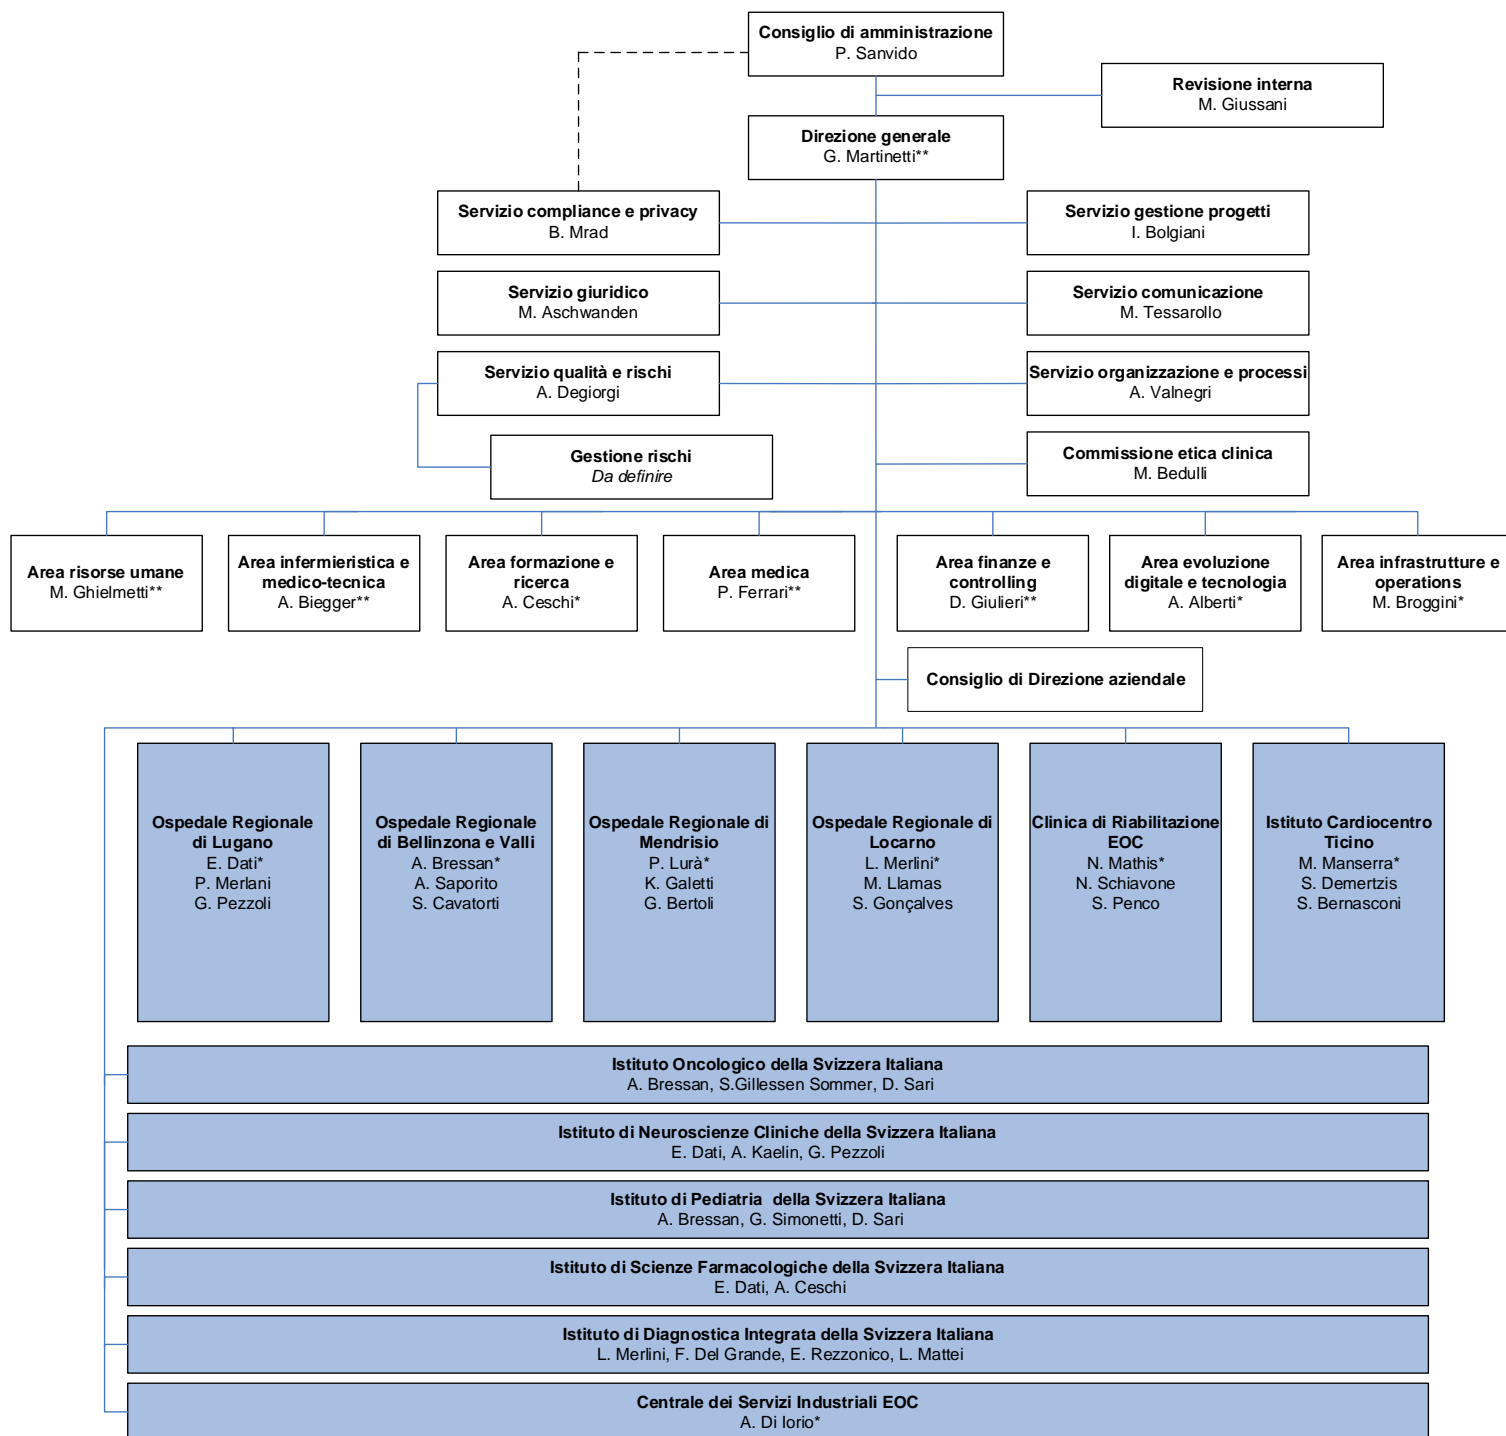 Consiglio di amministrazione
P. Sanvido
Revisione interna
M. Giussani
Direzione generale
G. Martinetti**
Servizio compliance e privacy
B. Mrad
Servizio gestione progetti
I. Bolgiani
Servizio giuridico
M. Aschwanden
Servizio comunicazione
M. Tessarollo
Servizio qualità e rischi
A. Degiorgi
Servizio organizzazione e processi
A. Valnegri
Gestione rischi
Da definire
Commissione etica clinica
M. Bedulli
Area risorse umane
M. Ghielmetti**
Area infermieristica e
medico-tecnica
A. Biegger**
Area formazione e
ricerca
A. Ceschi*
Area medica
P. Ferrari**
Area finanze e
controlling
D. Giulieri**
Area evoluzione
digitale e tecnologia
A. Alberti*
Area infrastrutture e
operations
M. Broggini*
Consiglio di Direzione aziendale
Ospedale Regionale
di Lugano
E. Dati*
P. Merlani
G. Pezzoli
Ospedale Regionale
di Bellinzona e Valli
A. Bressan*
A. Saporito
S. Cavatorti
Ospedale Regionale di
Mendrisio
P. Lurà*
K. Galetti
G. Bertoli
Ospedale Regionale di
Locarno
L. Merlini*
M. Llamas
S. Gonçalves
Clinica di Riabilitazione
EOC
N. Mathis*
N. Schiavone
S. Penco
Istituto Cardiocentro
Ticino
M. Manserra*
S. Demertzis
S. Bernasconi
Istituto Oncologico della Svizzera Italiana
A. Bressan, S.Gillessen Sommer, D. Sari
Istituto di Neuroscienze Cliniche della Svizzera Italiana
E. Dati, A. Kaelin, G. Pezzoli
Istituto di Pediatria  della Svizzera Italiana
A. Bressan, G. Simonetti, D. Sari
Istituto di Scienze Farmacologiche della Svizzera Italiana
E. Dati, A. Ceschi
Istituto di Diagnostica Integrata della Svizzera Italiana
L. Merlini, F. Del Grande, E. Rezzonico, L. Mattei
Centrale dei Servizi Industriali EOC
A. Di Iorio*